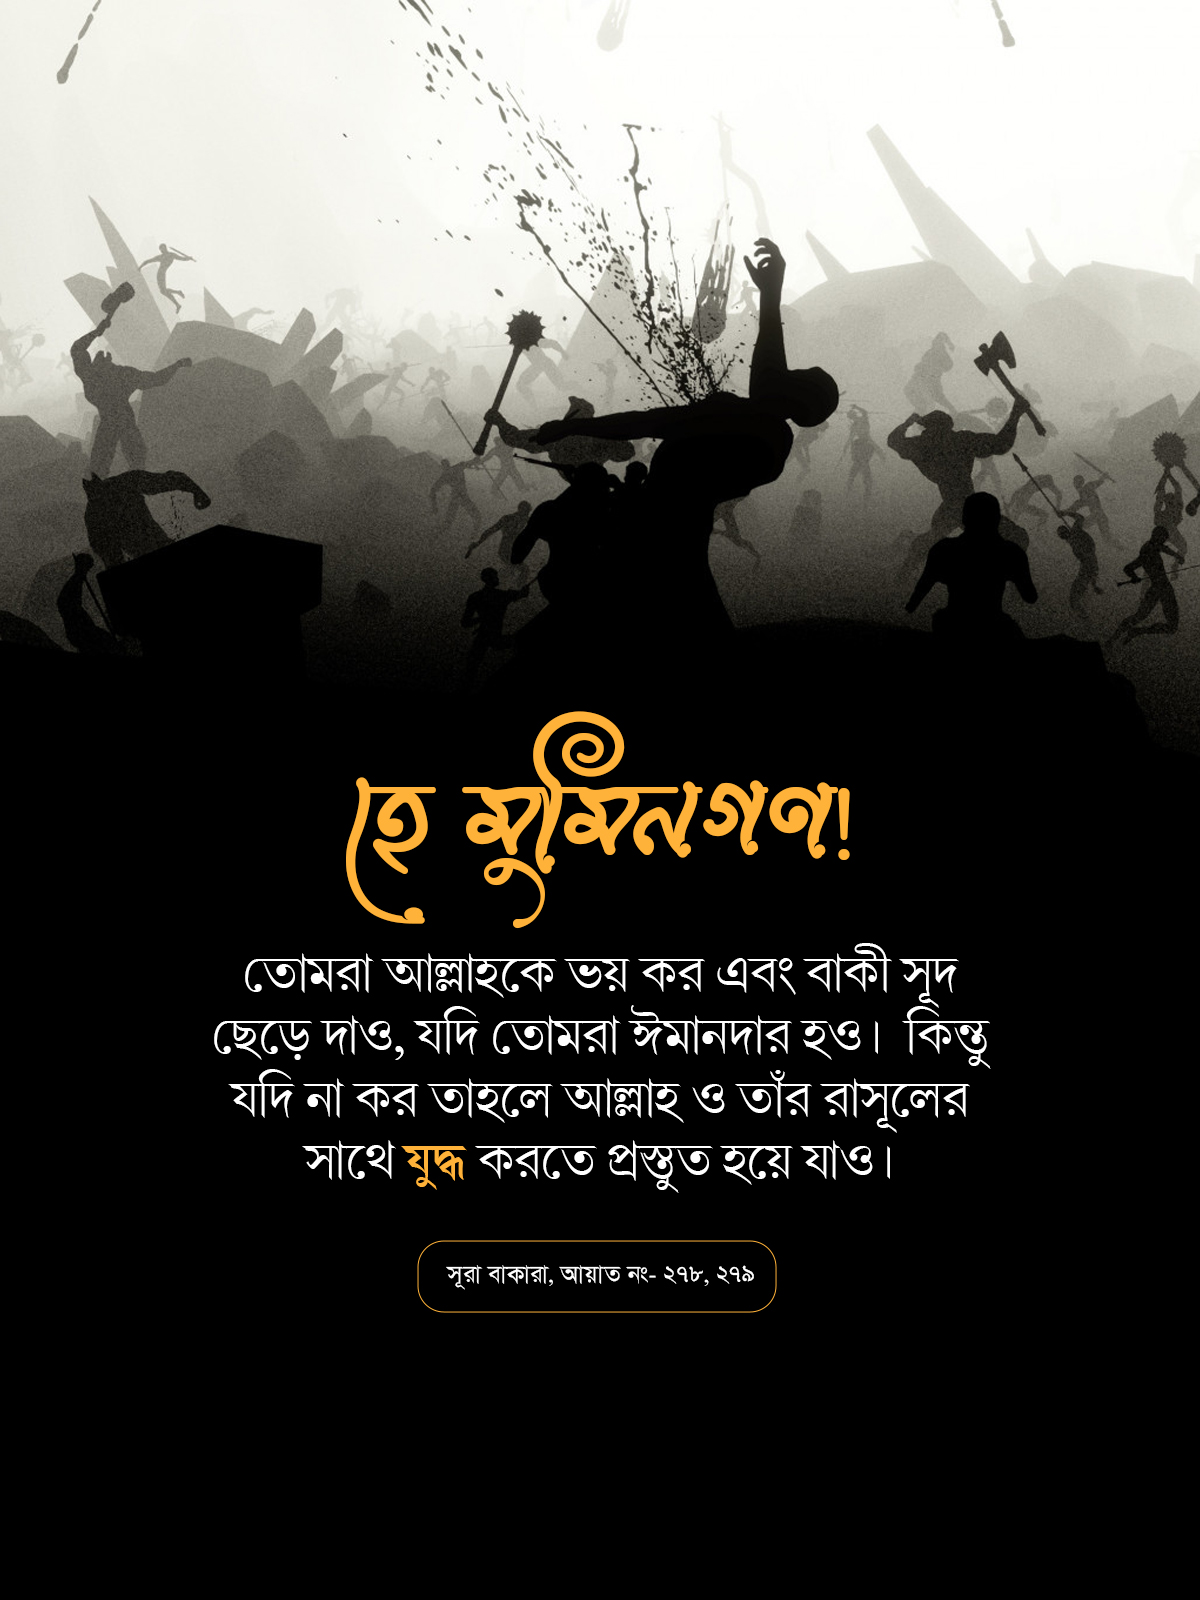 হে মুমিনগণ!
তোমরা আল্লাহকে ভয় কর এবং বাকী সূদ
ছেড়ে দাও, যদি তোমরা ঈমানদার হও। কিন্তু
যদি না কর তাহলে আল্লাহ ও তাঁর রাসূলের
সাথে যুদ্ধ করতে প্রস্তুত হয়ে যাও।
সূরা বাকারা, আয়াত নং- ২৭৮, ২৭৯